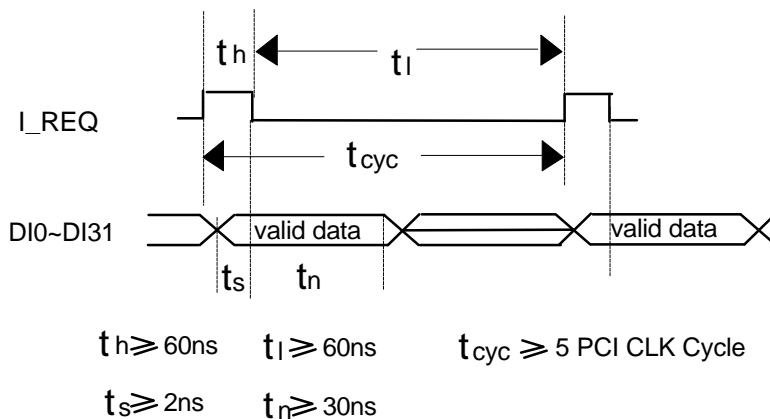 th tl
I_REQ
tcyc
DI0~DI31 valid data valid data
ts tn
th ≥ 60ns tl ≥ 60ns tcyc ≥ 5 PCI CLK Cycle
ts ≥ 2ns tn ≥ 30ns